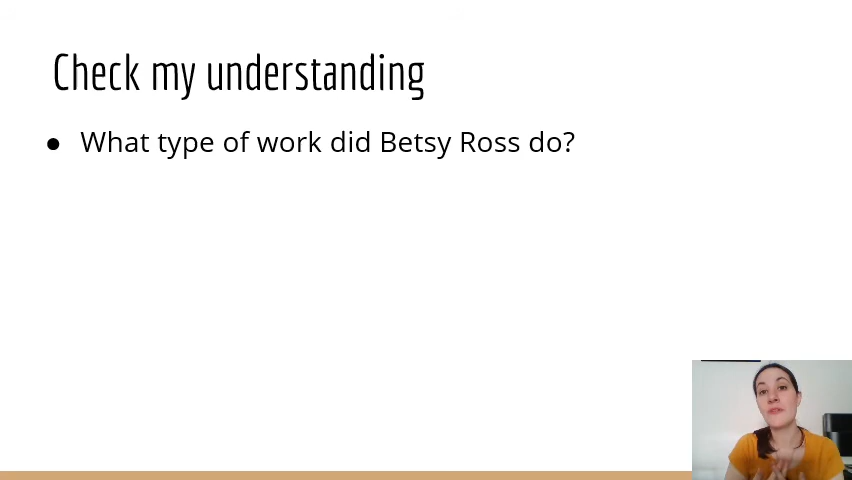 Check my understanding
● What type of work did Betsy Ross do?